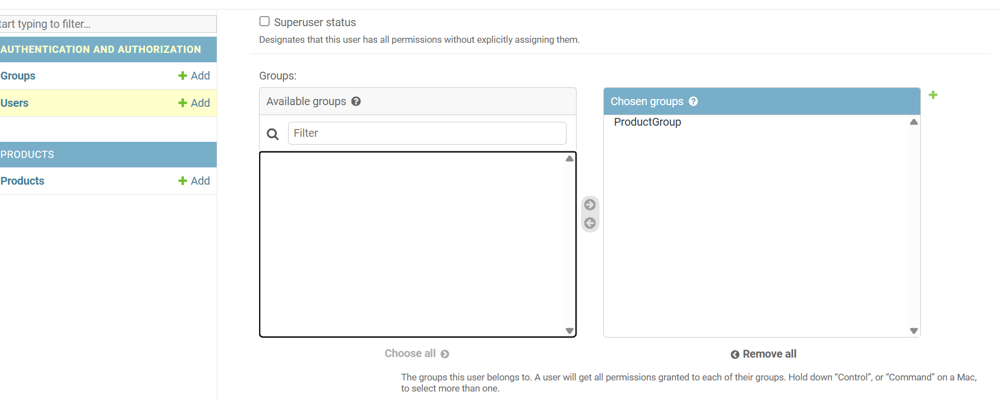 tart typing to filter...
AUTHENTICATION AND AUTHORIZATION
Groups
Add
Users
Add
PRODUCTS
Products
Add
Superuser status
Designates that this user has all permissions without explicitly assigning them.
Groups:
Available groups
Filter
Choose all
Chosen groups
ProductGroup
Remove all
The groups this user belongs to. A user will get all permissions granted to each of their groups. Hold down “Control”, or “Command” on a Mac,
to select more than one.